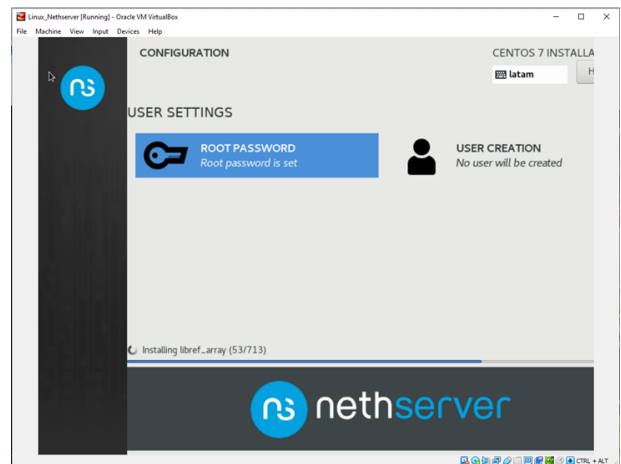 Linux_Nethserver [Running] - Oracle VM VirtualBox
File Machine View Input Devices Help
CONFIGURATION
CENTOS 7 INSTALLA
latam
H
USER SETTINGS
ROOT PASSWORD
Root password is set
USER CREATION
No user will be created
Installing libref_array (53/713)
nethserver
CTRL + ALT